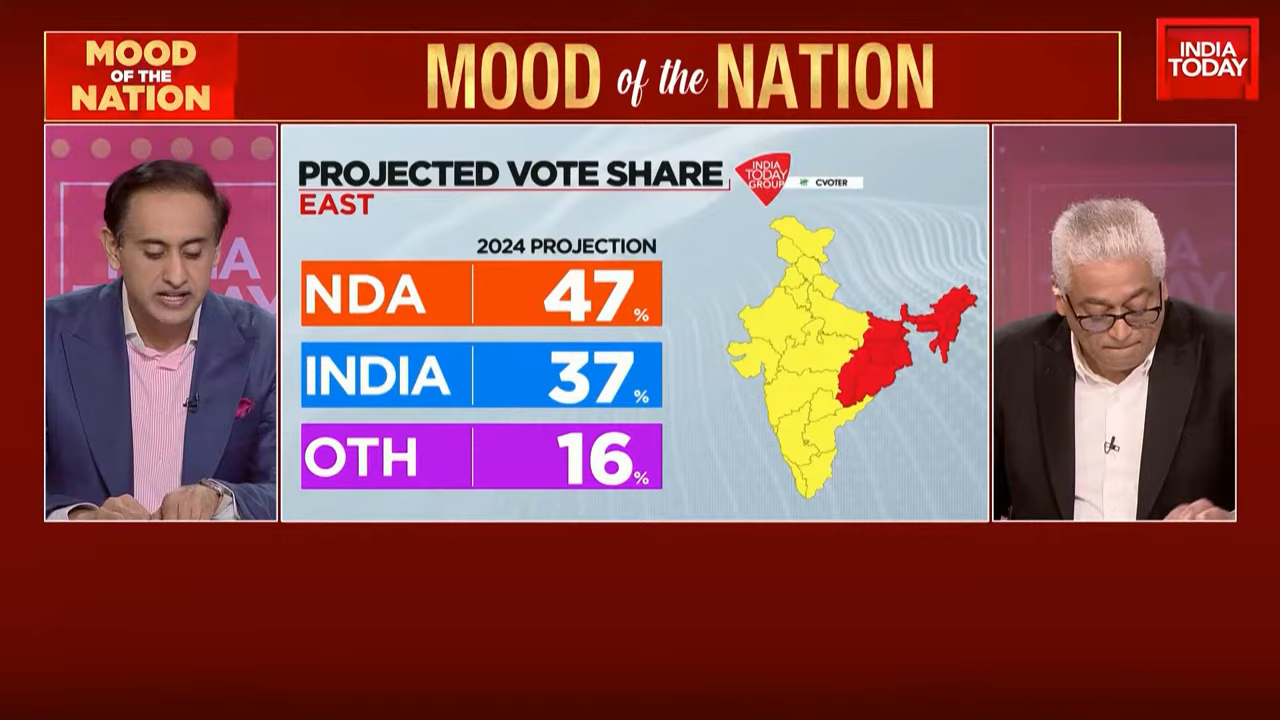 MOOD
OF THE
NATION
MOOD of the NATION
INDIA
TODAY
PROJECTED VOTE SHARE
INDIA
TODAY
GROUP
CVOTER
EAST
2024 PROJECTION
NDA 47%
INDIA 37%
OTH 16%